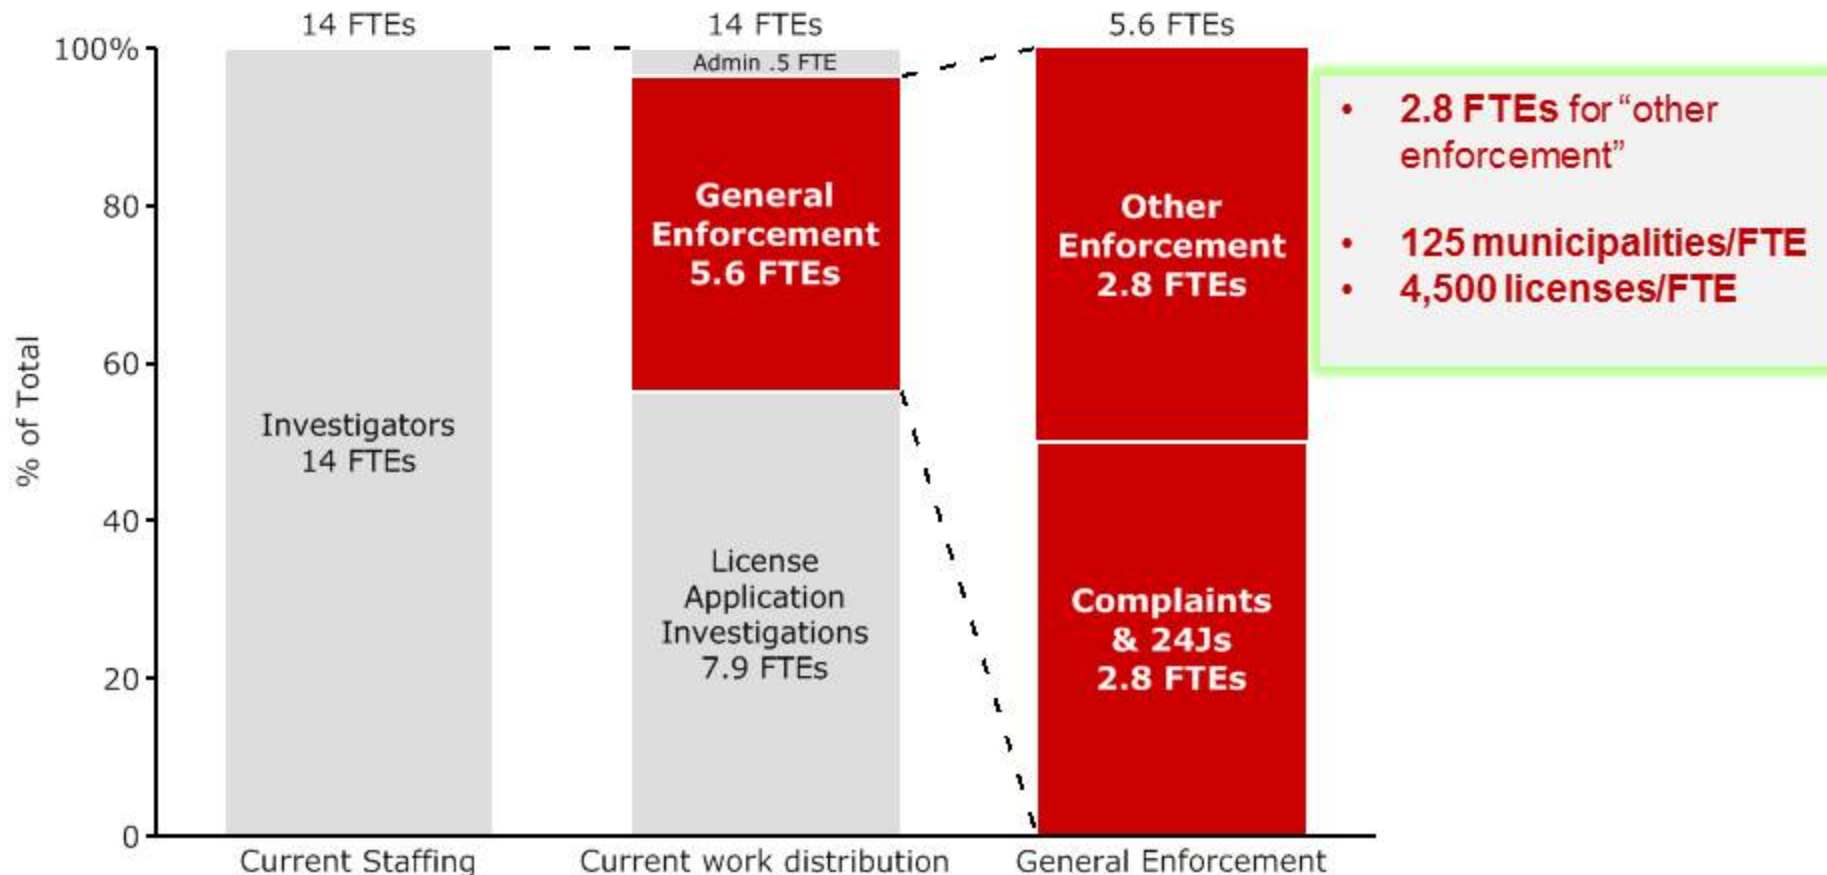 14 FTEs
14 FTEs
5.6 FTEs
% of Total
100%
80
60
40
20
0
Investigators
14 FTEs
Admin .5 FTE
General
Enforcement
5.6 FTEs
License
Application
Investigations
7.9 FTEs
Other
Enforcement
2.8 FTEs
Complaints
& 24Js
2.8 FTEs
• 2.8 FTEs for “other
enforcement”
• 125 municipalities/FTE
• 4,500 licenses/FTE
Current Staffing
Current work distribution
General Enforcement